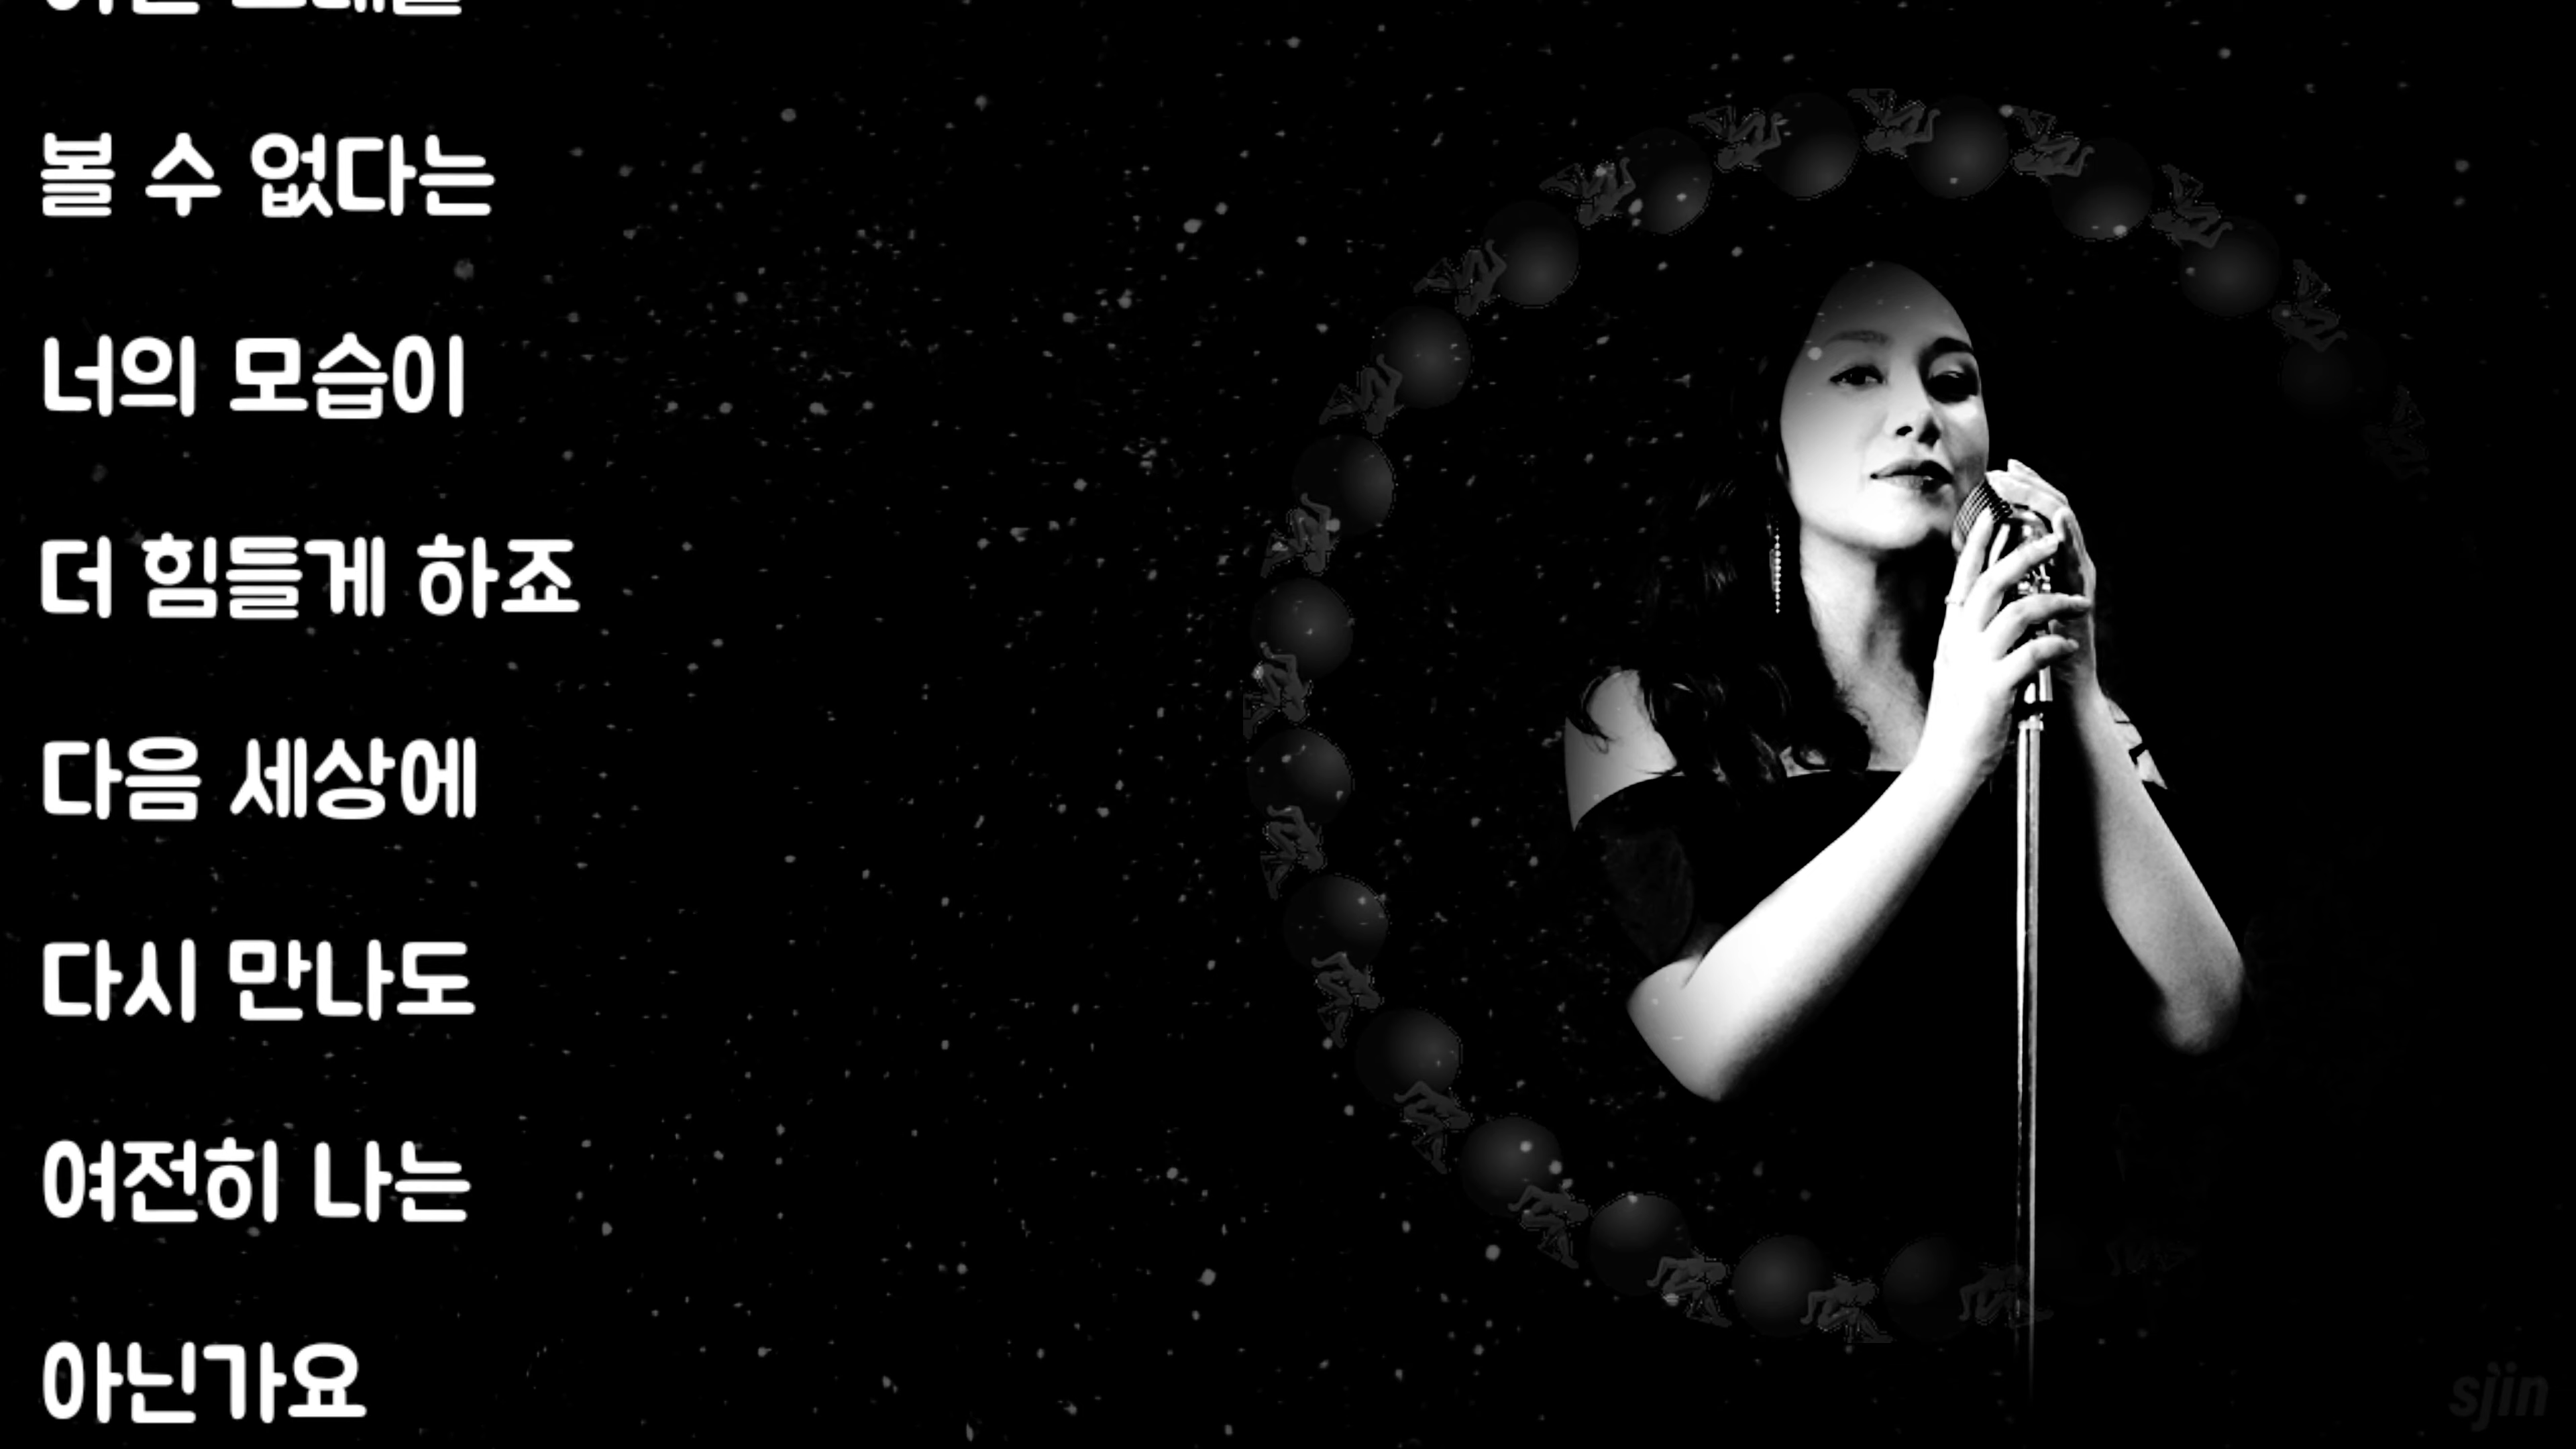 볼 수 없다는
너의 모습이
더 힘들게 하죠
다음 세상에
다시 만나도
여전히 나는
아닌가요
sjin